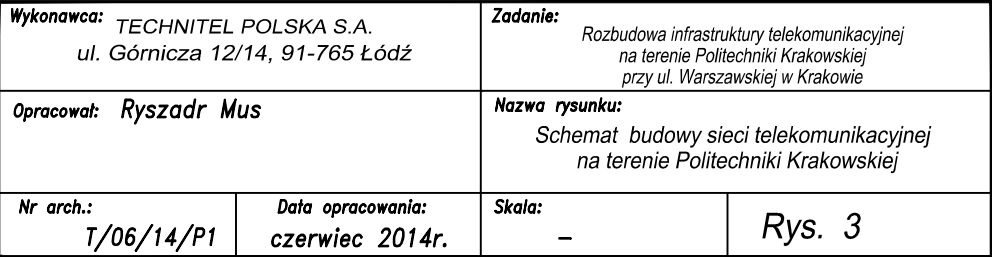 Wykonawca: TECHNITEL POLSKA S.A.
ul. Górnicza 12/14, 91-765 Łódź
Zadanie:
Rozbudowa infrastruktury telekomunikacyjnej
na terenie Politechniki Krakowskiej
przy ul. Warszawskiej w Krakowie
Opracował: Ryszadr Mus
Nazwa rysunku:
Schemat budowy sieci telekomunikacyjnej
na terenie Politechniki Krakowskiej
Nr arch.:
T/06/14/P1
Data opracowania:
czerwiec 2014r.
Skala:
–
Rys. 3